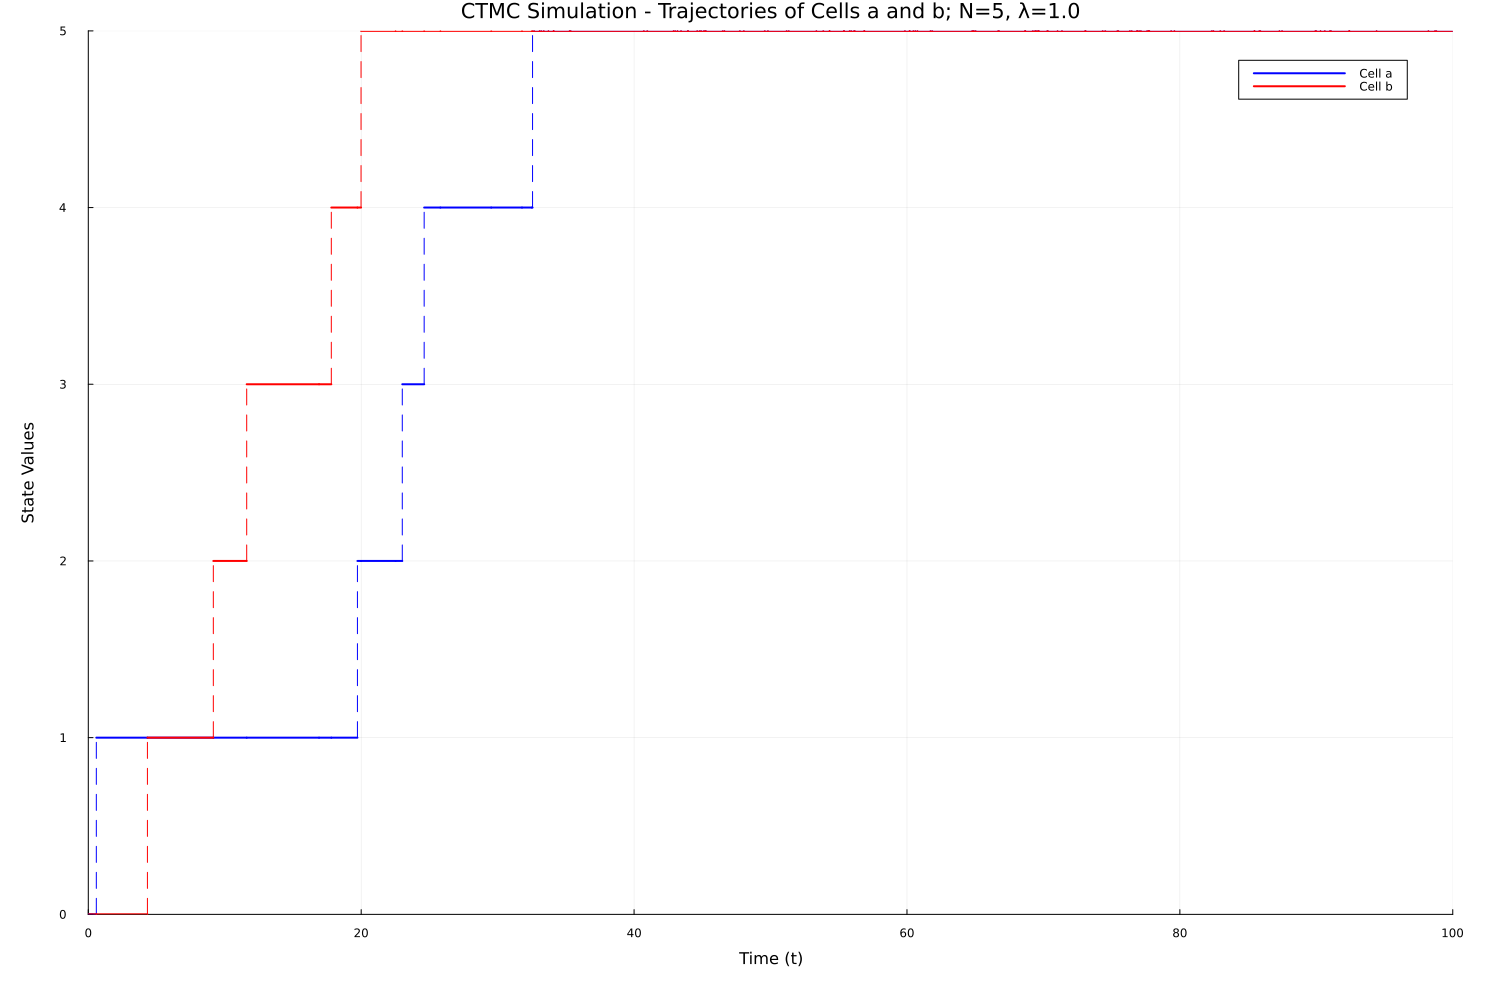 CTMC Simulation - Trajectories of Cells a and b; N=5, λ=1.0
5
Cell a
Cell b
4
3
State Values
2
1
0
0 20 40 60 80 100
Time (t)